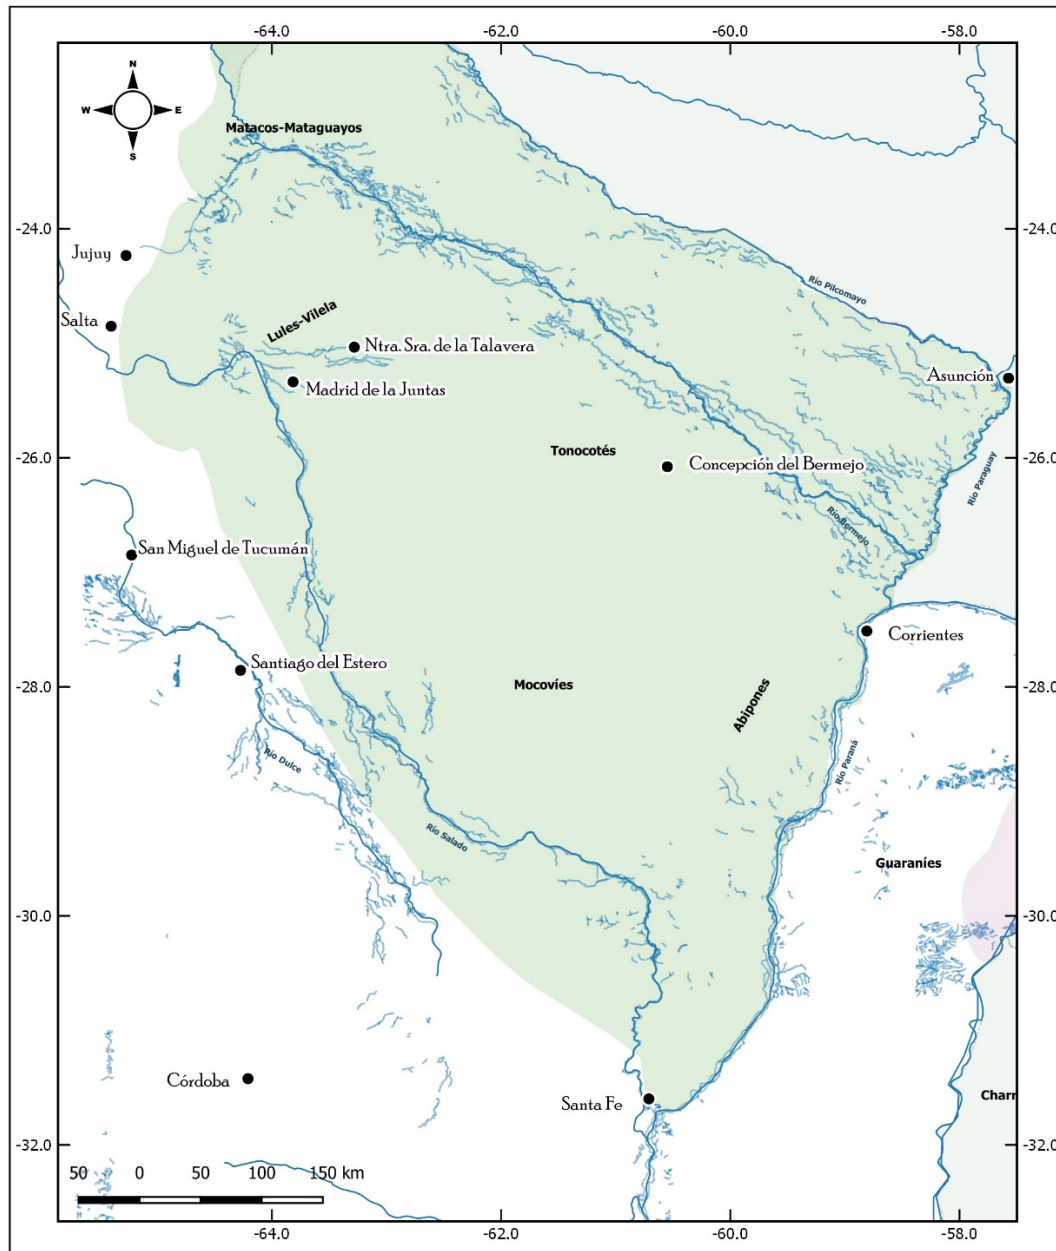 -64.0
-62.0
-60.0
-58.0
N
W
E
S
Matacos-Mataguayos
-24.0
-24.0
Jujuy
Río Pilcomayo
Salta
Lules-Vilela
Ntra. Sra. de la Talavera
Asunción
Madrid de la Juntas
Tonocotés
-26.0
Concepción del Bermejo
-26.0
Río Paraguay
Río Bermejo
San Miguel de Tucumán
Corrientes
Santiago del Estero
-28.0
Mocovíes
Abipones
-28.0
Río Dulce
Río Paraná
Río Salado
Guaraníes
-30.0
-30.0
Córdoba
Santa Fe
Charr
-32.0
-32.0
50 0 50 100 150 km
-64.0
-62.0
-60.0
-58.0